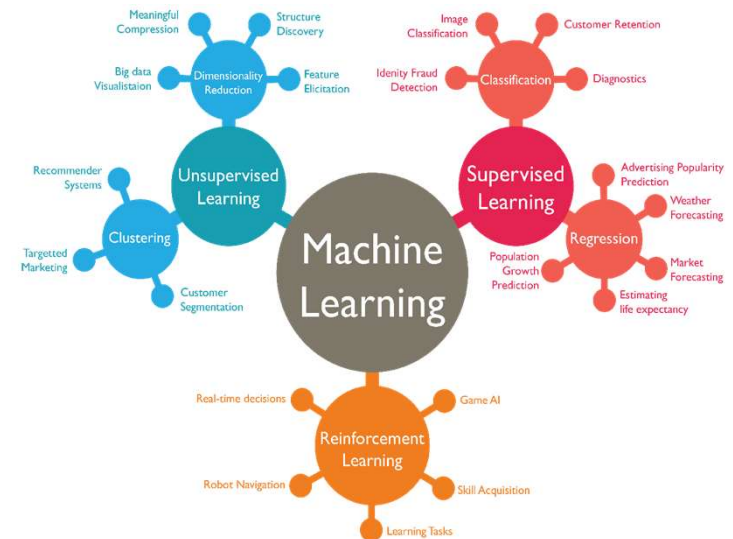 Meaningful
Compression
Structure
Discovery
Big data
Visualistaion
Dimensionality
Reduction
Feature
Elicitation
Image
Classification
Customer Retention
Idenity Fraud
Detection
Classification
Diagnostics
Unsupervised
Learning
Supervised
Learning
Recommender
Systems
Clustering
Targetted
Marketing
Customer
Segmentation
Machine
Learning
Advertising Popularity
Prediction
Weather
Forecasting
Regression
Population
Growth
Prediction
Market
Forecasting
Estimating
life expectancy
Real-time decisions
Game AI
Reinforcement
Learning
Robot Navigation
Skill Acquisition
Learning Tasks